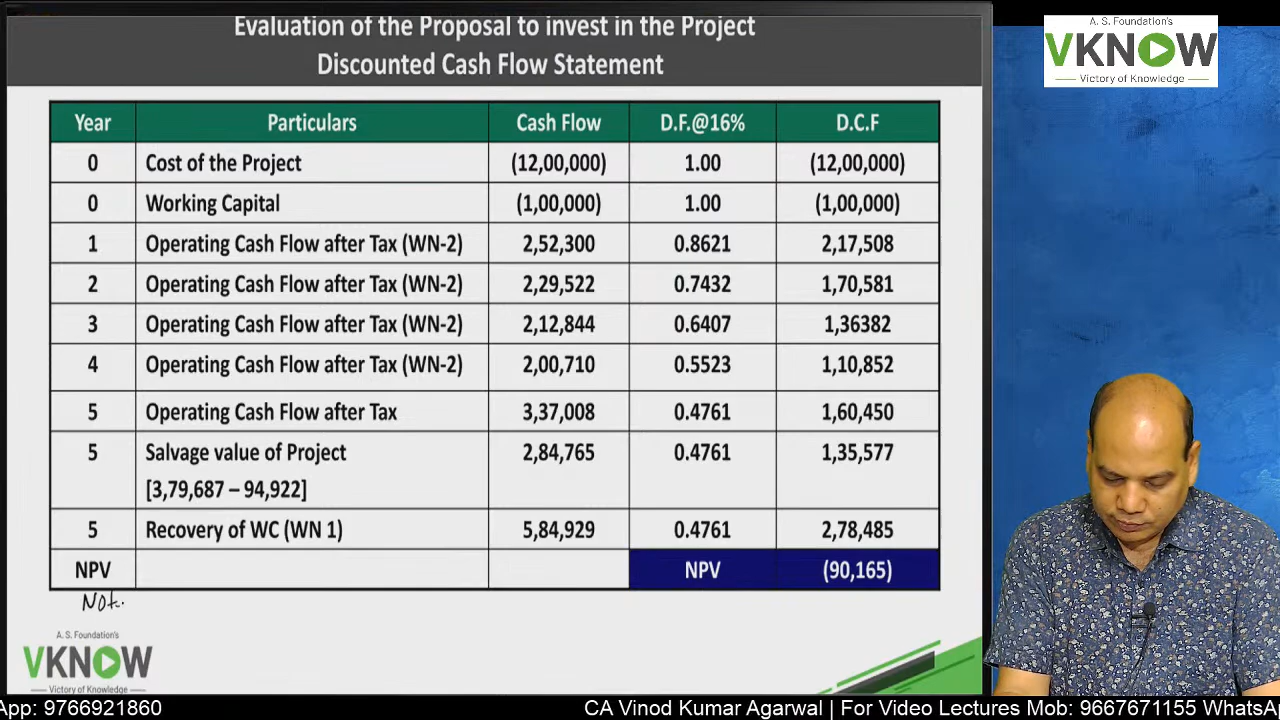 Evaluation of the Proposal to invest in the Project
Discounted Cash Flow Statement
Year Particulars Cash Flow D.F.@16% D.C.F
0 Cost of the Project (12,00,000) 1.00 (12,00,000)
0 Working Capital (1,00,000) 1.00 (1,00,000)
1 Operating Cash Flow after Tax (WN-2) 2,52,300 0.8621 2,17,508
2 Operating Cash Flow after Tax (WN-2) 2,29,522 0.7432 1,70,581
3 Operating Cash Flow after Tax (WN-2) 2,12,844 0.6407 1,36382
4 Operating Cash Flow after Tax (WN-2) 2,00,710 0.5523 1,10,852
5 Operating Cash Flow after Tax 3,37,008 0.4761 1,60,450
5 Salvage value of Project 2,84,765 0.4761 1,35,577
[3,79,687 – 94,922]
5 Recovery of WC (WN 1) 5,84,929 0.4761 2,78,485
NPV NPV (90,165)
Not.
A. S. Foundation's
VKNOW
Victory of Knowledge
A. S. Foundation's
VKNOW
Victory of Knowledge
App: 9766921860 CA Vinod Kumar Agarwal | For Video Lectures Mob: 9667671155 WhatsA